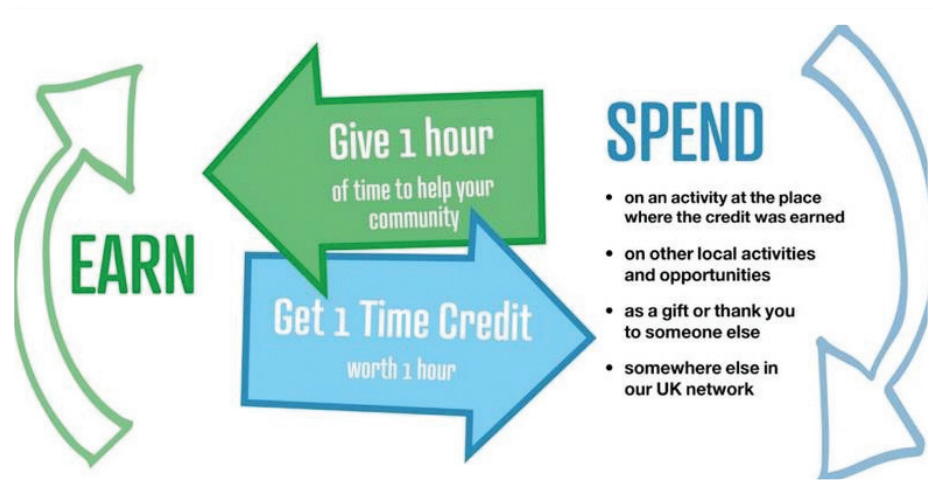 EARN
Give 1 hour
of time to help your
community
Get 1 Time Credit
worth 1 hour
SPEND
• on an activity at the place
where the credit was earned
• on other local activities
and opportunities
• as a gift or thank you
to someone else
• somewhere else in
our UK network